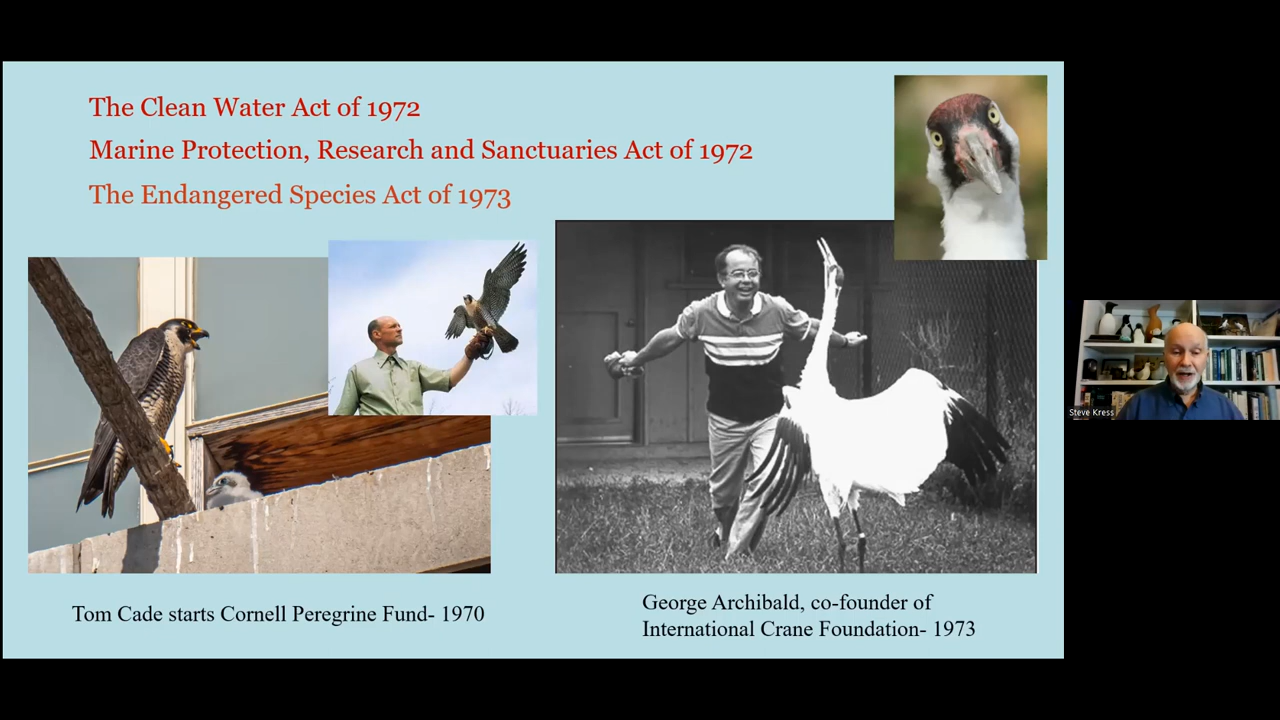 The Clean Water Act of 1972
Marine Protection, Research and Sanctuaries Act of 1972
The Endangered Species Act of 1973
Steve Kress
Tom Cade starts Cornell Peregrine Fund- 1970
George Archibald, co-founder of
International Crane Foundation- 1973